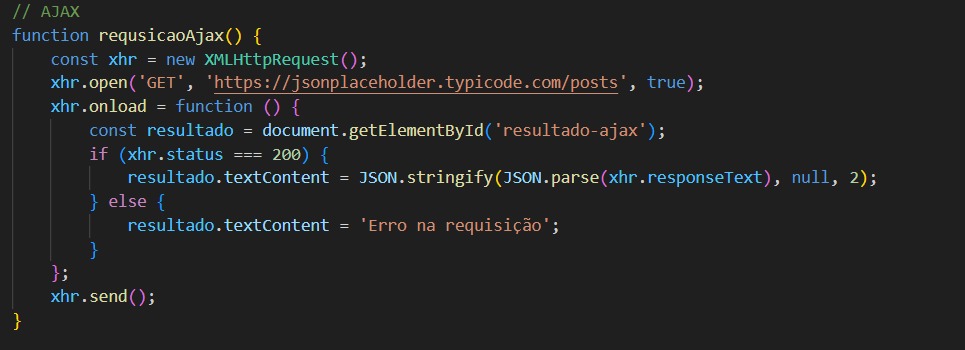 // AJAX
function requsicaoAjax() {
    const xhr = new XMLHttpRequest();
    xhr.open('GET', 'https://jsonplaceholder.typicode.com/posts', true);
    xhr.onload = function () {
        const resultado = document.getElementById('resultado-ajax');
        if (xhr.status === 200) {
            resultado.textContent = JSON.stringify(JSON.parse(xhr.responseText), null, 2);
        } else {
            resultado.textContent = 'Erro na requisição';
        }
    };
    xhr.send();
}